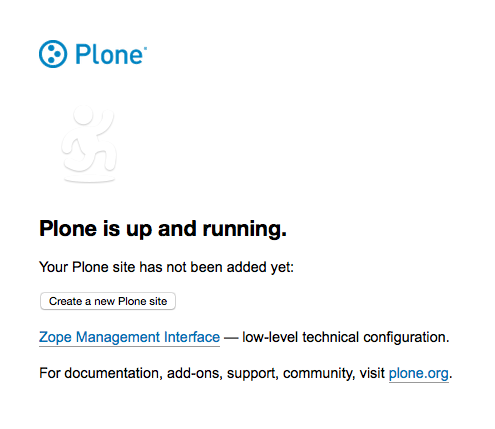 Plone®
Plone is up and running.
Your Plone site has not been added yet:
Create a new Plone site
Zope Management Interface — low-level technical configuration.
For documentation, add-ons, support, community, visit plone.org.